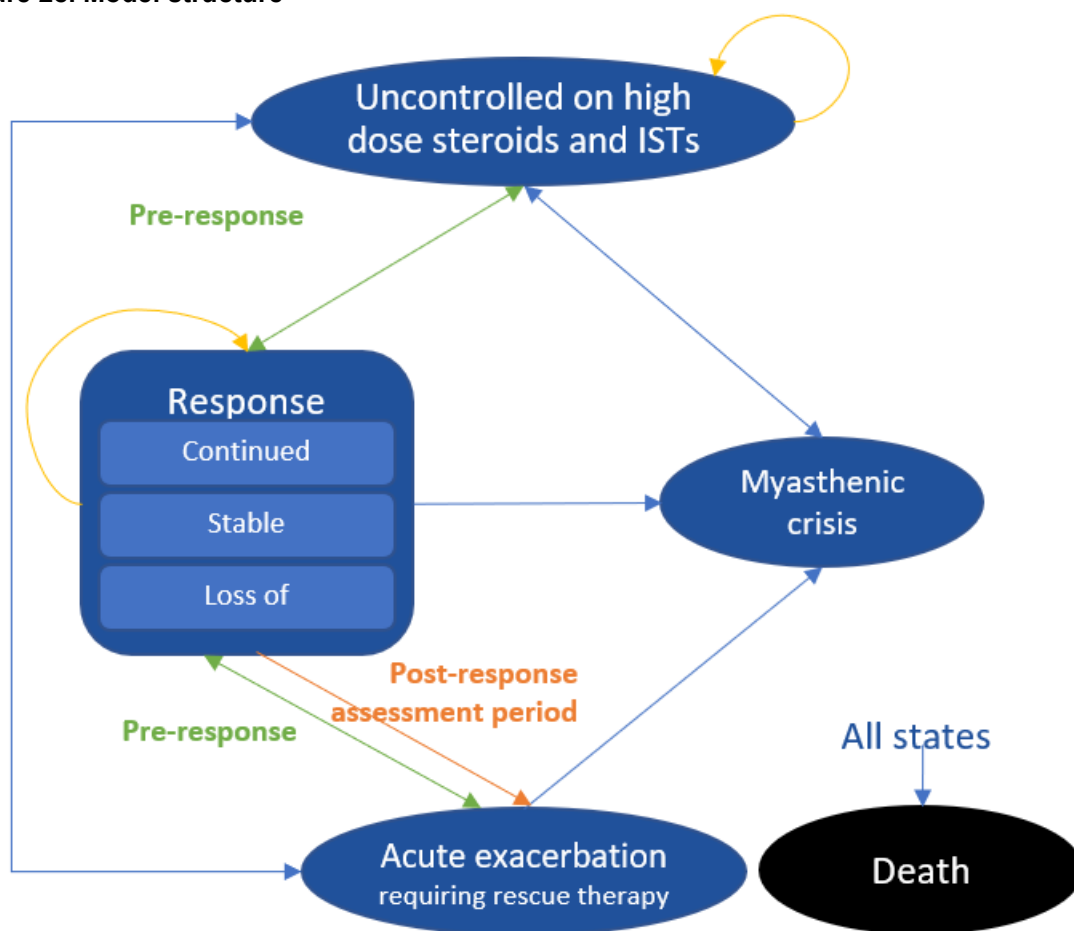 Uncontrolled on high
dose steroids and ISTs
Pre-response
Response
Continued
Stable
Loss of
Myasthenic
crisis
Post-response
assessment period
Pre-response
All states
Acute exacerbation
requiring rescue therapy
Death